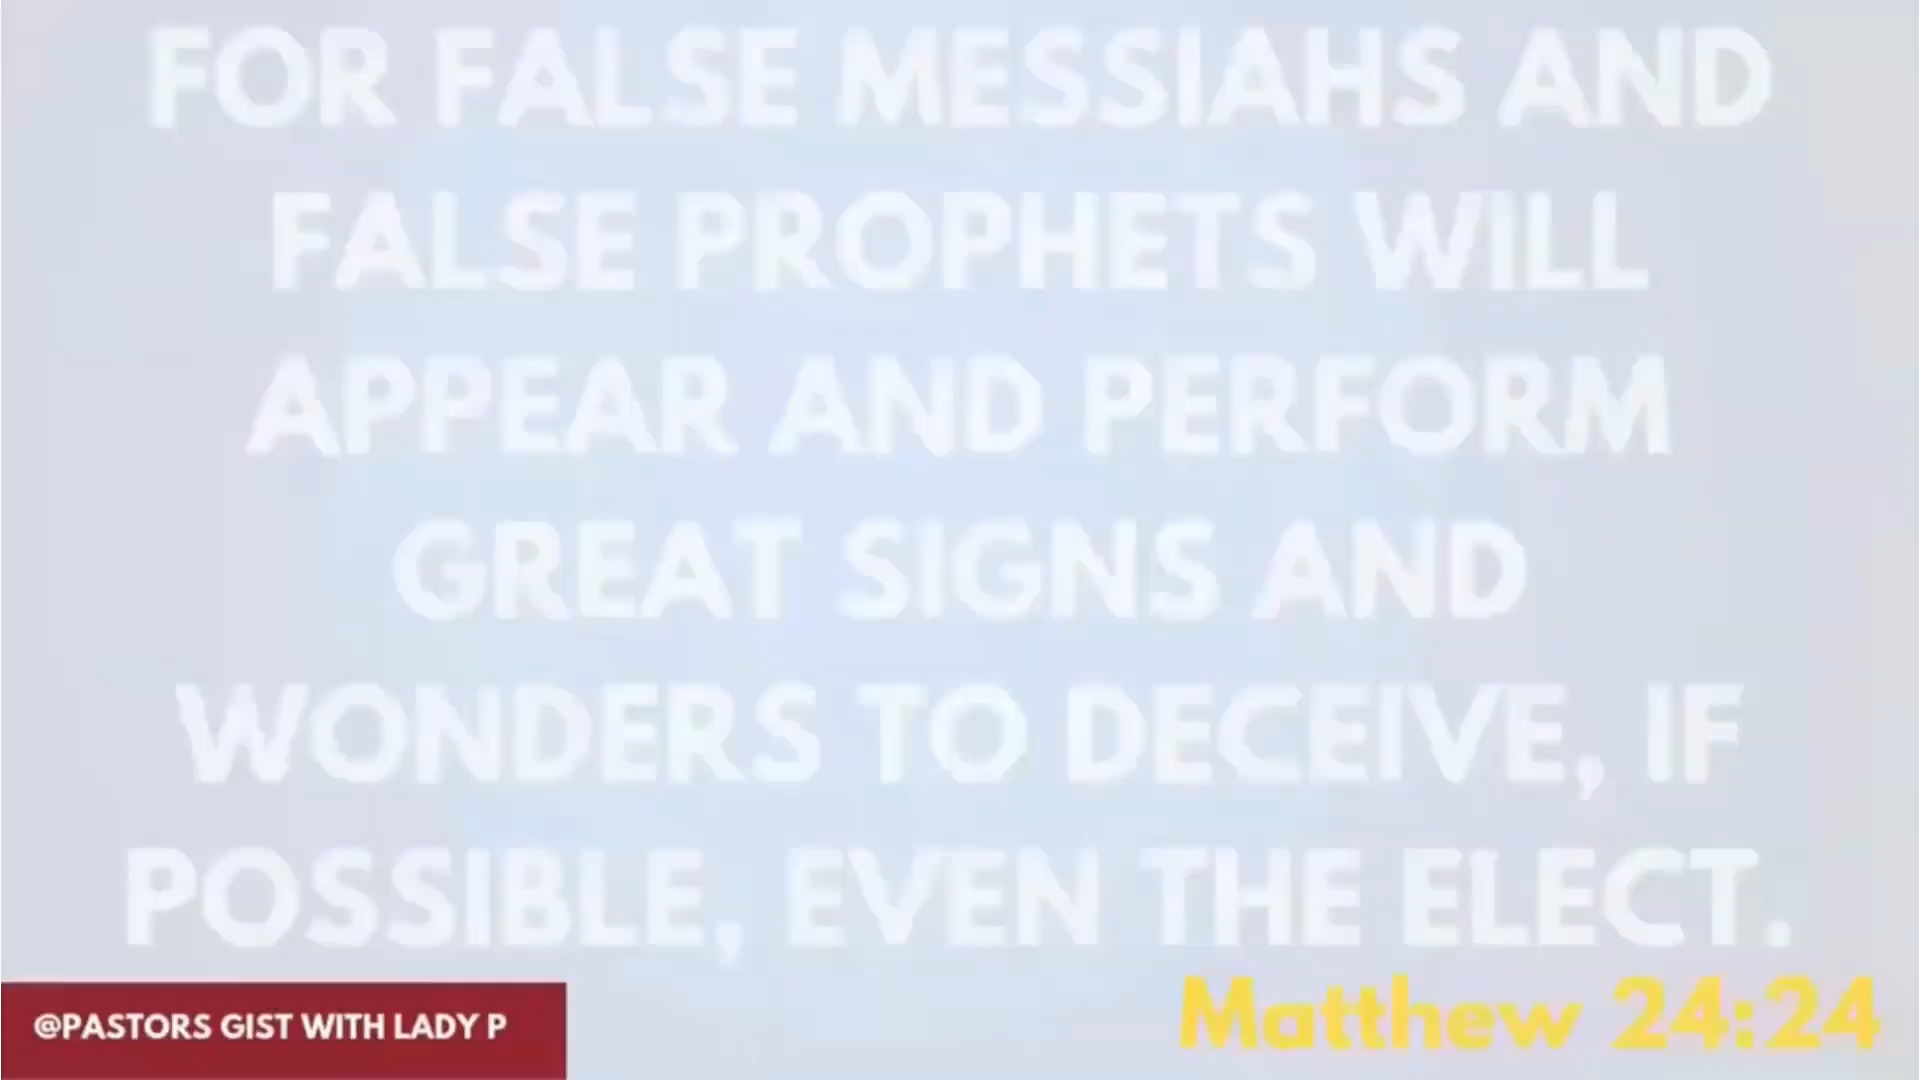 FOR FALSE MESSIAHS AND
FALSE PROPHETS WILL
APPEAR AND PERFORM
GREAT SIGNS AND
WONDERS TO DECEIVE, IF
POSSIBLE, EVEN THE ELECT.
Matthew 24:24
@PASTORS GIST WITH LADY P